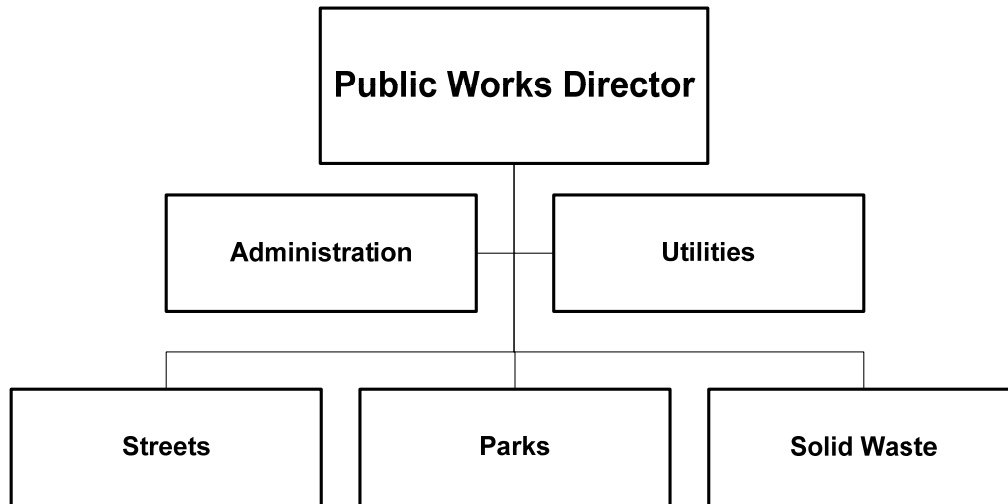 Public Works Director
Administration
Utilities
Streets
Parks
Solid Waste